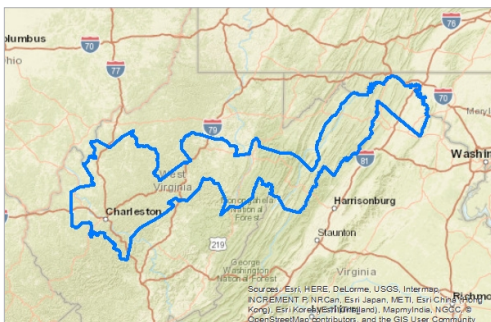 olumbus
70
77
76
70
Ohio
79
Maryl
Washin
West
Virginia
81
Charleston
Monongahela
National
Forest
Harrisonburg
219
Staunton
George
Washington
National Forest
Virginia
Richmo
Sources: Esri, HERE, DeLorme, USGS, Intermap,
INCREMENT P, NRCan, Esri Japan, METI, Esri China (Hong
Kong), Esri Korea, Esri (Thailand), MapmyIndia, NGCC, ©
OpenStreetMap contributors, and the GIS User Community